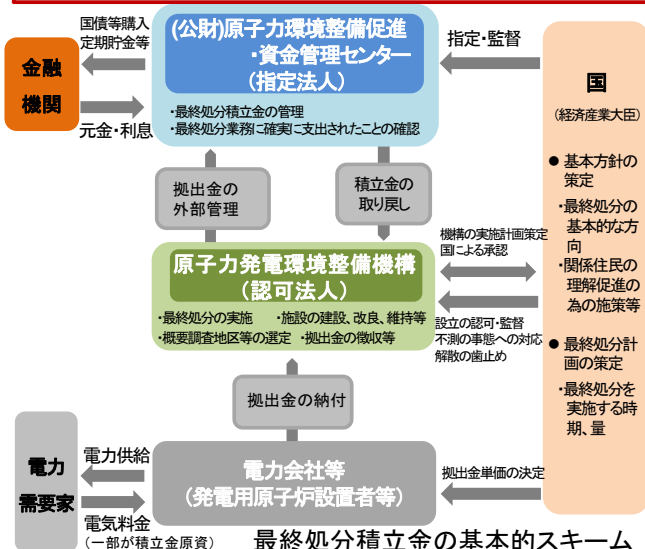 国債等購入
定期貯金等
金融
機関
元金・利息
(公財)原子力環境整備促進
・資金管理センター
(指定法人)
・最終処分積立金の管理
・最終処分業務に確実に支出されたことの確認
指定・監督
国
(経済産業大臣)
● 基本方針の
策定
・最終処分の
基本的な方
向
・関係住民の
理解促進の
為の施策等
● 最終処分計
画の策定
・最終処分を
実施する時
期、量
拠出金の
外部管理
積立金の
取り戻し
機構の実施計画策定
国による承認
原子力発電環境整備機構
(認可法人)
・最終処分の実施 ・施設の建設、改良、維持等
・概要調査地区等の選定 ・拠出金の徴収等
設立の認可・監督
不測の事態への対応
解散の歯止め
拠出金の納付
電力
需要家
電力供給
電気料金
(一部が積立金原資)
電力会社等
(発電用原子炉設置者等)
拠出金単価の決定
最終処分積立金の基本的スキーム